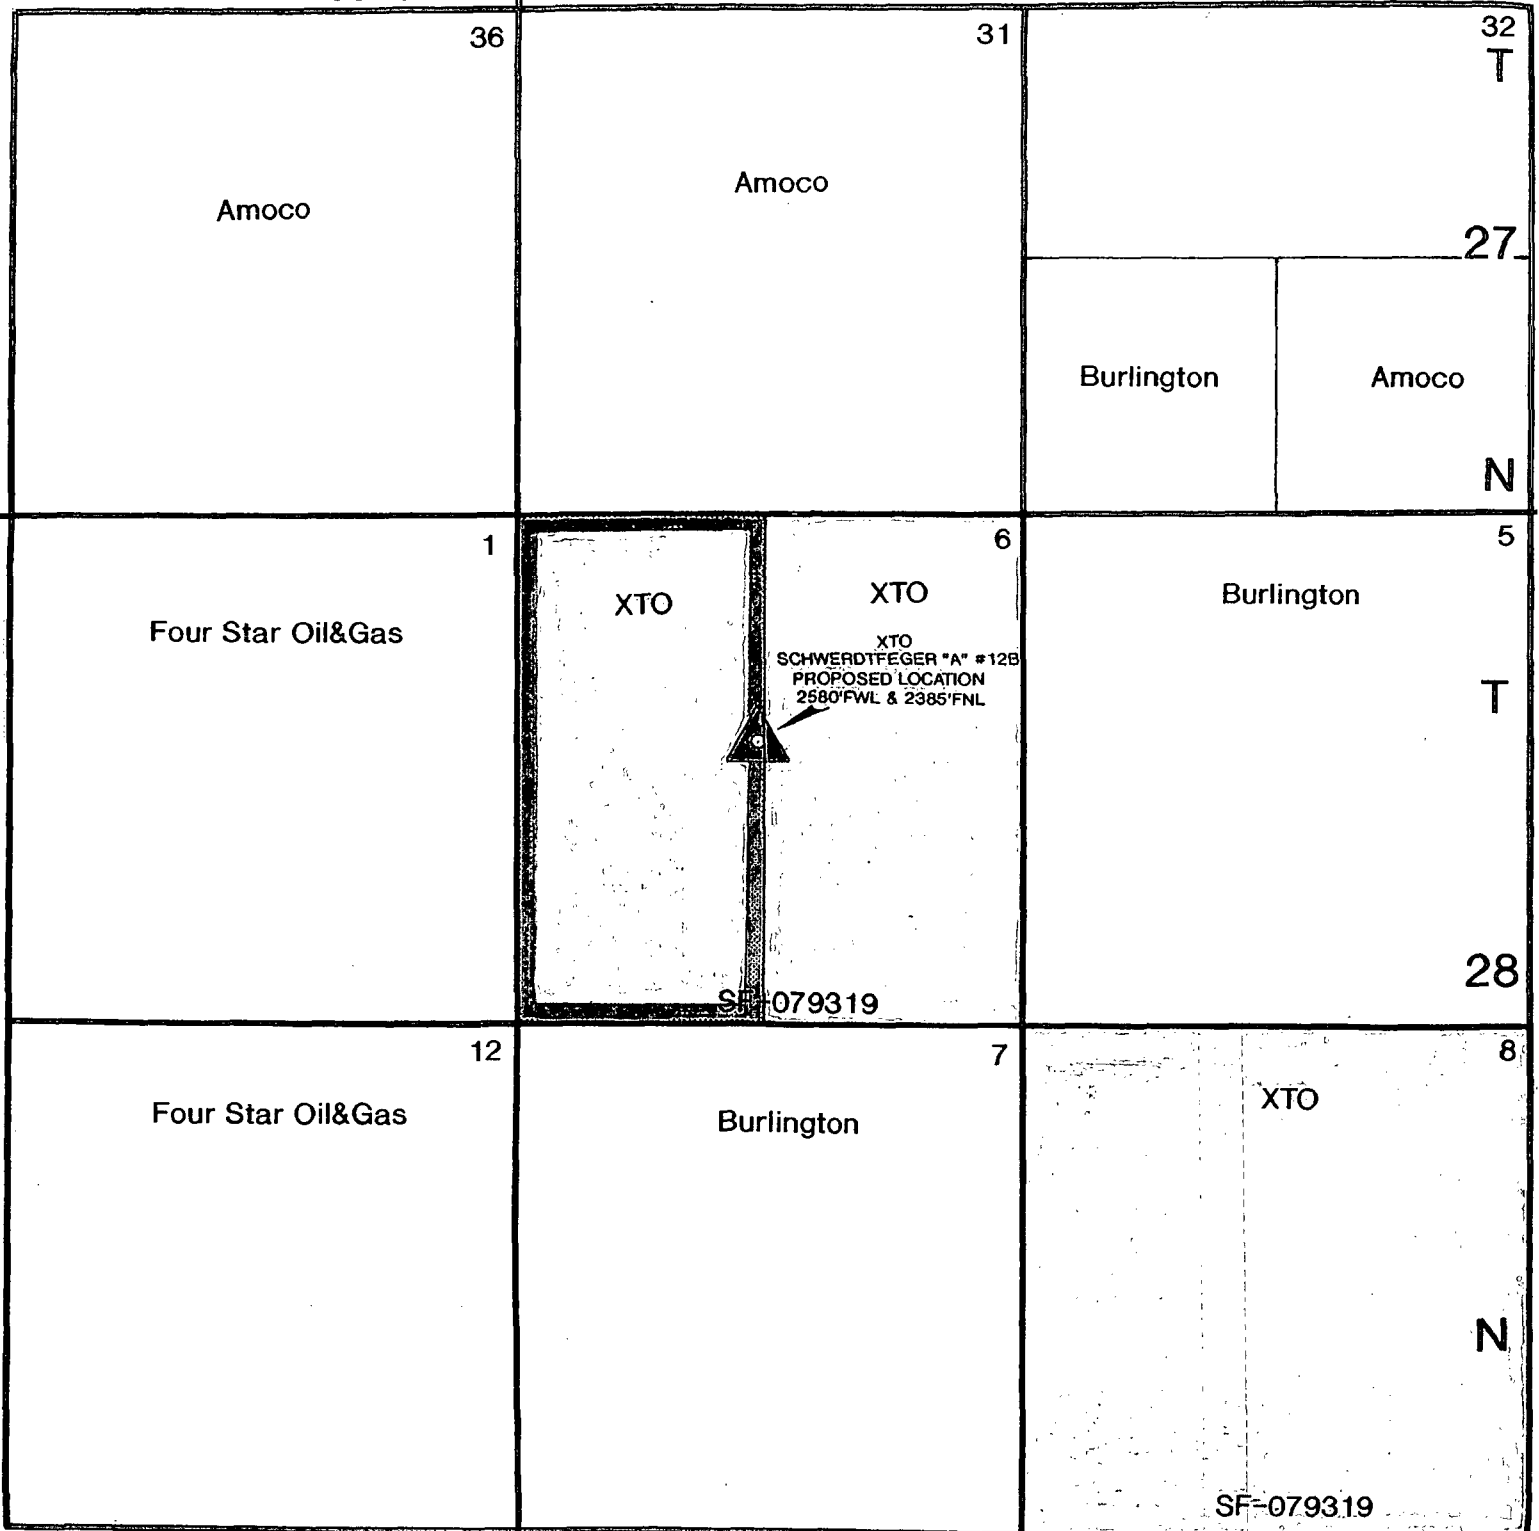 36
31
32
T
Amoco
Amoco
27
Burlington
Amoco
N
1
6
5
XTO
XTO
Burlington
Four Star Oil&Gas
XTO
SCHWERDTFEGER "A" #12B
PROPOSED LOCATION
2580'FWL & 2385'FNL
T
28
SF-079319
12
7
8
XTO
Four Star Oil&Gas
Burlington
N
SF-079319